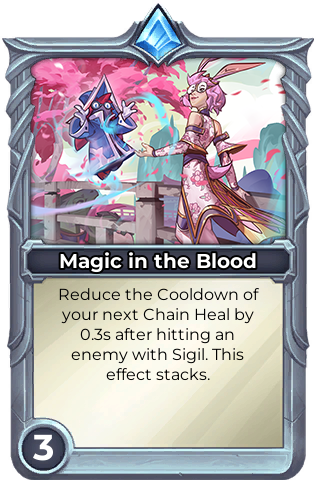 Magic in the Blood
Reduce the Cooldown of
your next Chain Heal by
0.3s after hitting an
enemy with Sigil. This
effect stacks.
3